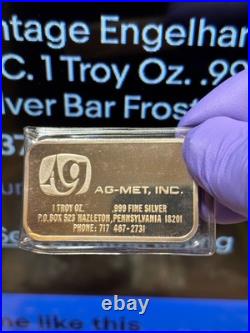 ntage Engelhar
C. 1 Troy Oz. .99
ver Bar Frost
AG
AG-MET, INC.
1 TROY OZ. .999 FINE SILVER
P.O. BOX 523 HAZLETON, PENNSYLVANIA 18201
PHONE: 717 467-2731
ne like this